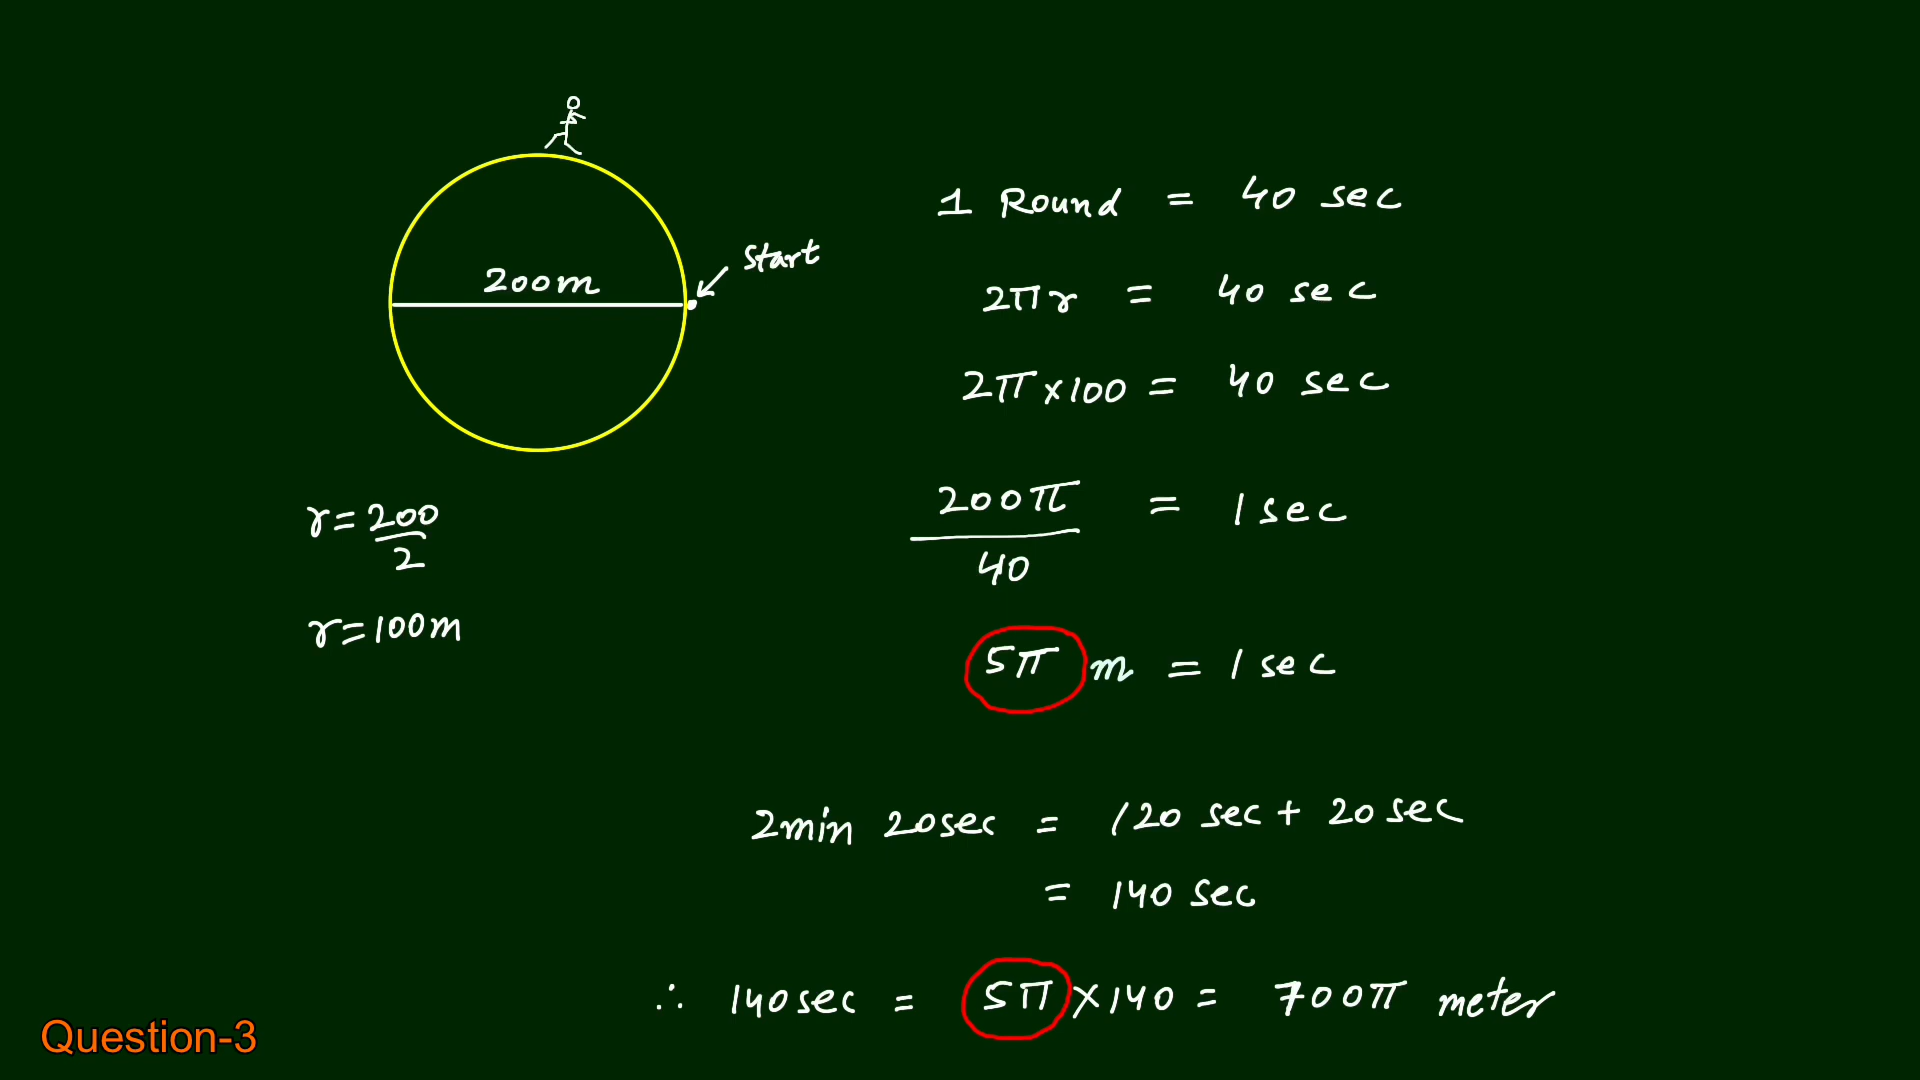 200m
start
r = 200/2
r = 100m
1 Round = 40 sec
2πr = 40 sec
2π × 100 = 40 sec
200π/40 = 1 sec
5π m = 1 sec
2min 20sec = 120 sec + 20 sec
= 140 sec
∴ 140sec = 5π × 140 = 700π meter
Question-3